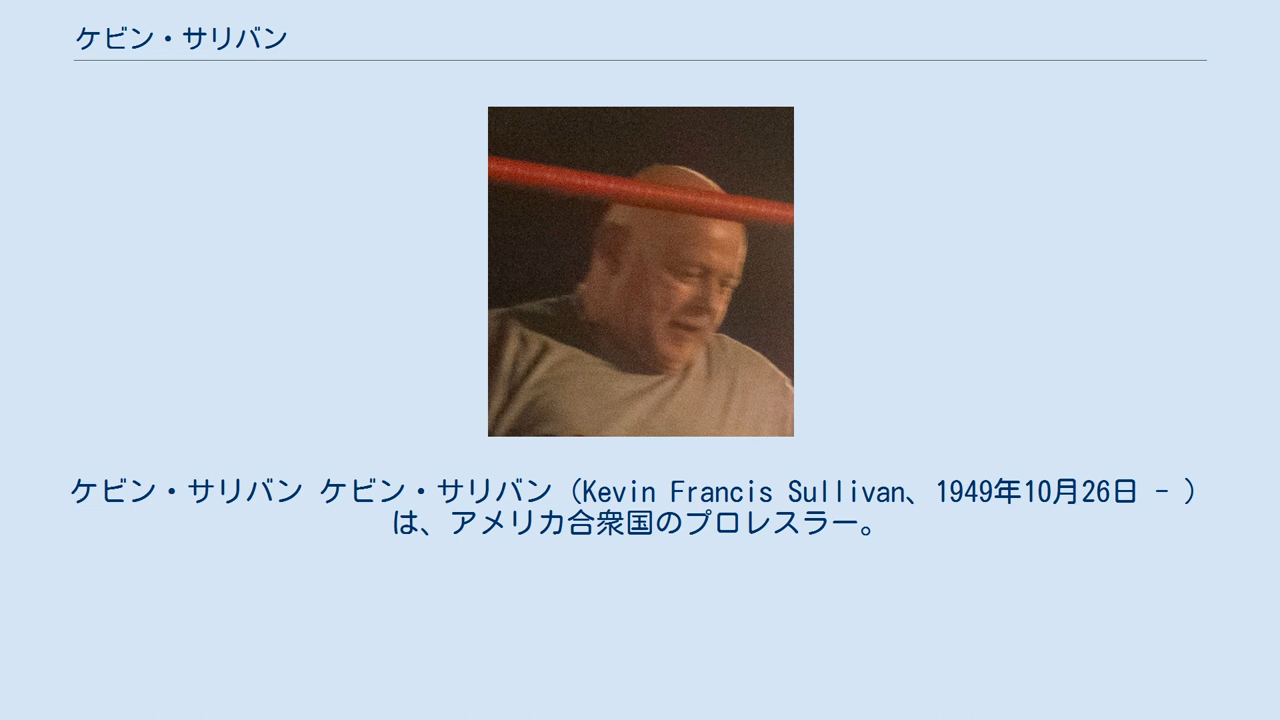 ケビン・サリバン
ケビン・サリバン ケビン・サリバン（Kevin Francis Sullivan、1949年10月26日 - ）
は、アメリカ合衆国のプロレスラー。